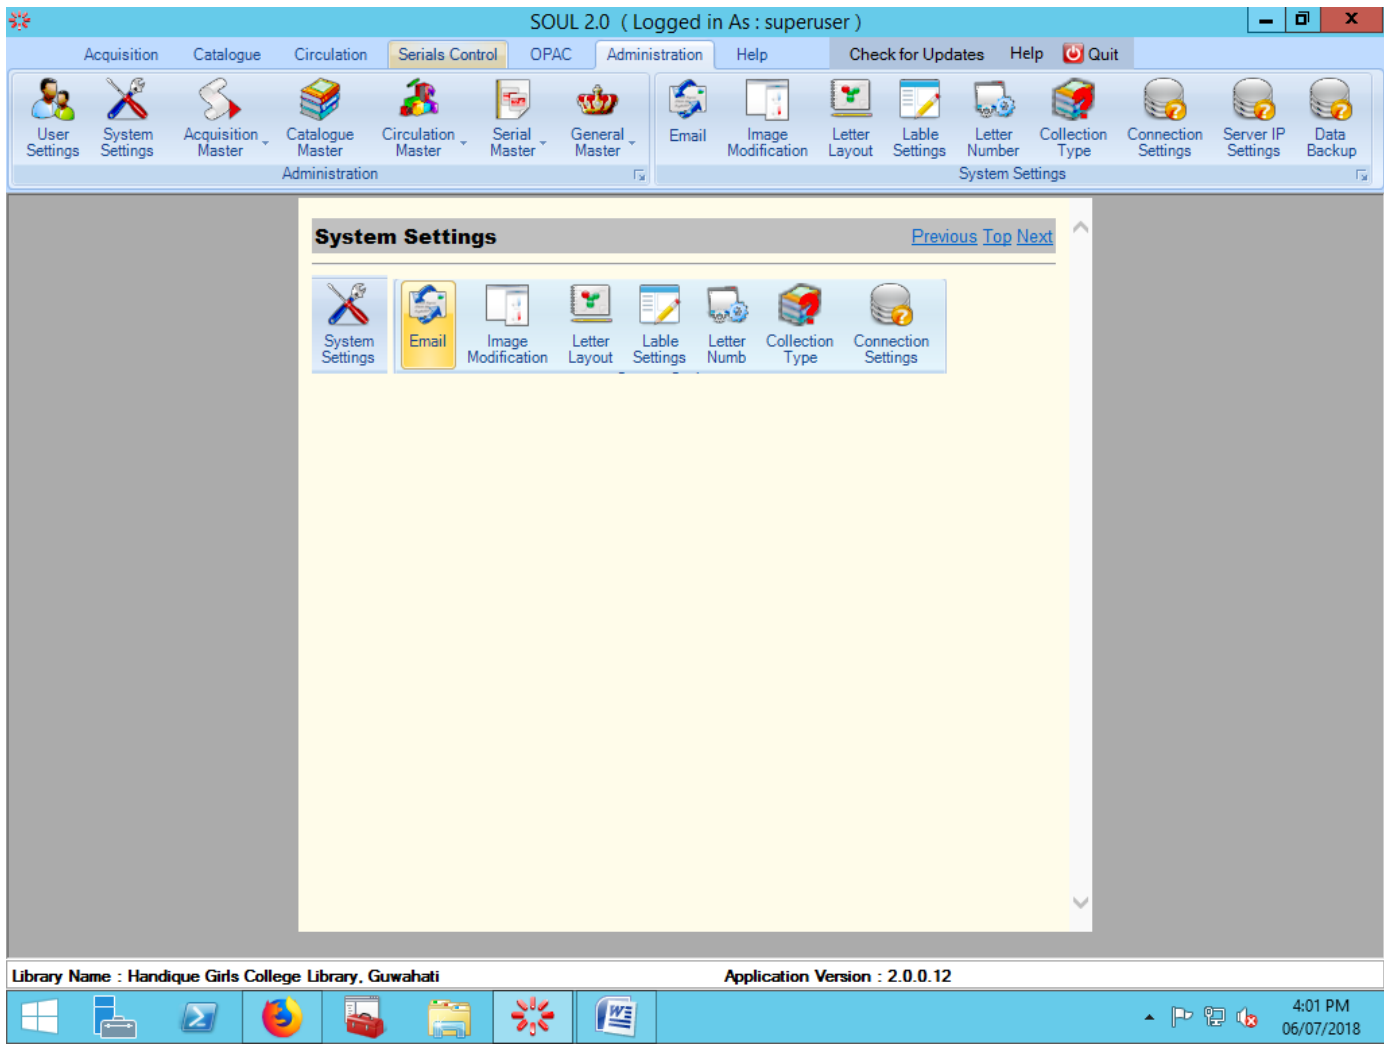 SOUL 2.0 ( Logged in As : superuser )
Acquisition Catalogue Circulation Serials Control OPAC Administration Help Check for Updates Help Quit
User Settings System Settings Acquisition Master Catalogue Master Circulation Master Serial Master General Master Email Image Modification Letter Layout Lable Settings Letter Number Collection Type Connection Settings Server IP Settings Data Backup
Administration System Settings
System Settings Previous Top Next
System Settings Email Image Modification Letter Layout Lable Settings Letter Numb Collection Type Connection Settings
Library Name : Handique Girls College Library, Guwahati Application Version : 2.0.0.12
4:01 PM
06/07/2018